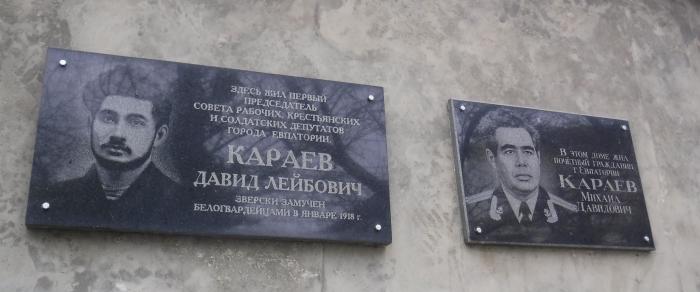 ЗДЕСЬ ЖИЛ ПЕРВЫЙ
ПРЕДСЕДАТЕЛЬ
СОВЕТА РАБОЧИХ, КРЕСТЬЯНСКИХ
И СОЛДАТСКИХ ДЕПУТАТОВ
ГОРОДА ЕВПАТОРИИ,
КАРАЕВ
ДАВИД ЛЕЙБОВИЧ
ЗВЕРСКИ ЗАМУЧЕН
БЕЛОГВАРДЕЙЦАМИ В ЯНВАРЕ 1918 г.
В ЭТОМ ДОМЕ ЖИЛ
ПОЧЁТНЫЙ ГРАЖДАНИН
Г. ЕВПАТОРИИ
КАРАЕВ
МИХАИЛ
ДАВИДОВИЧ